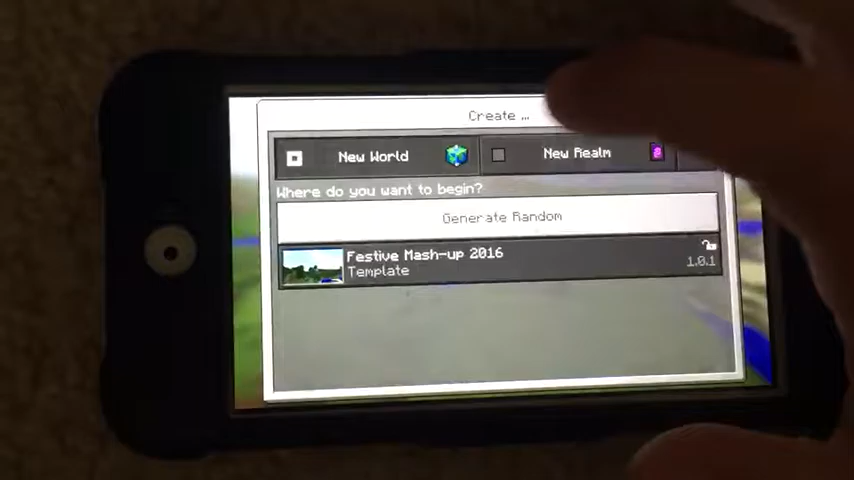 Create ...
New World
New Realm
Where do you want to begin?
Generate Random
Festive Mash-up 2016
Template
1.0.1